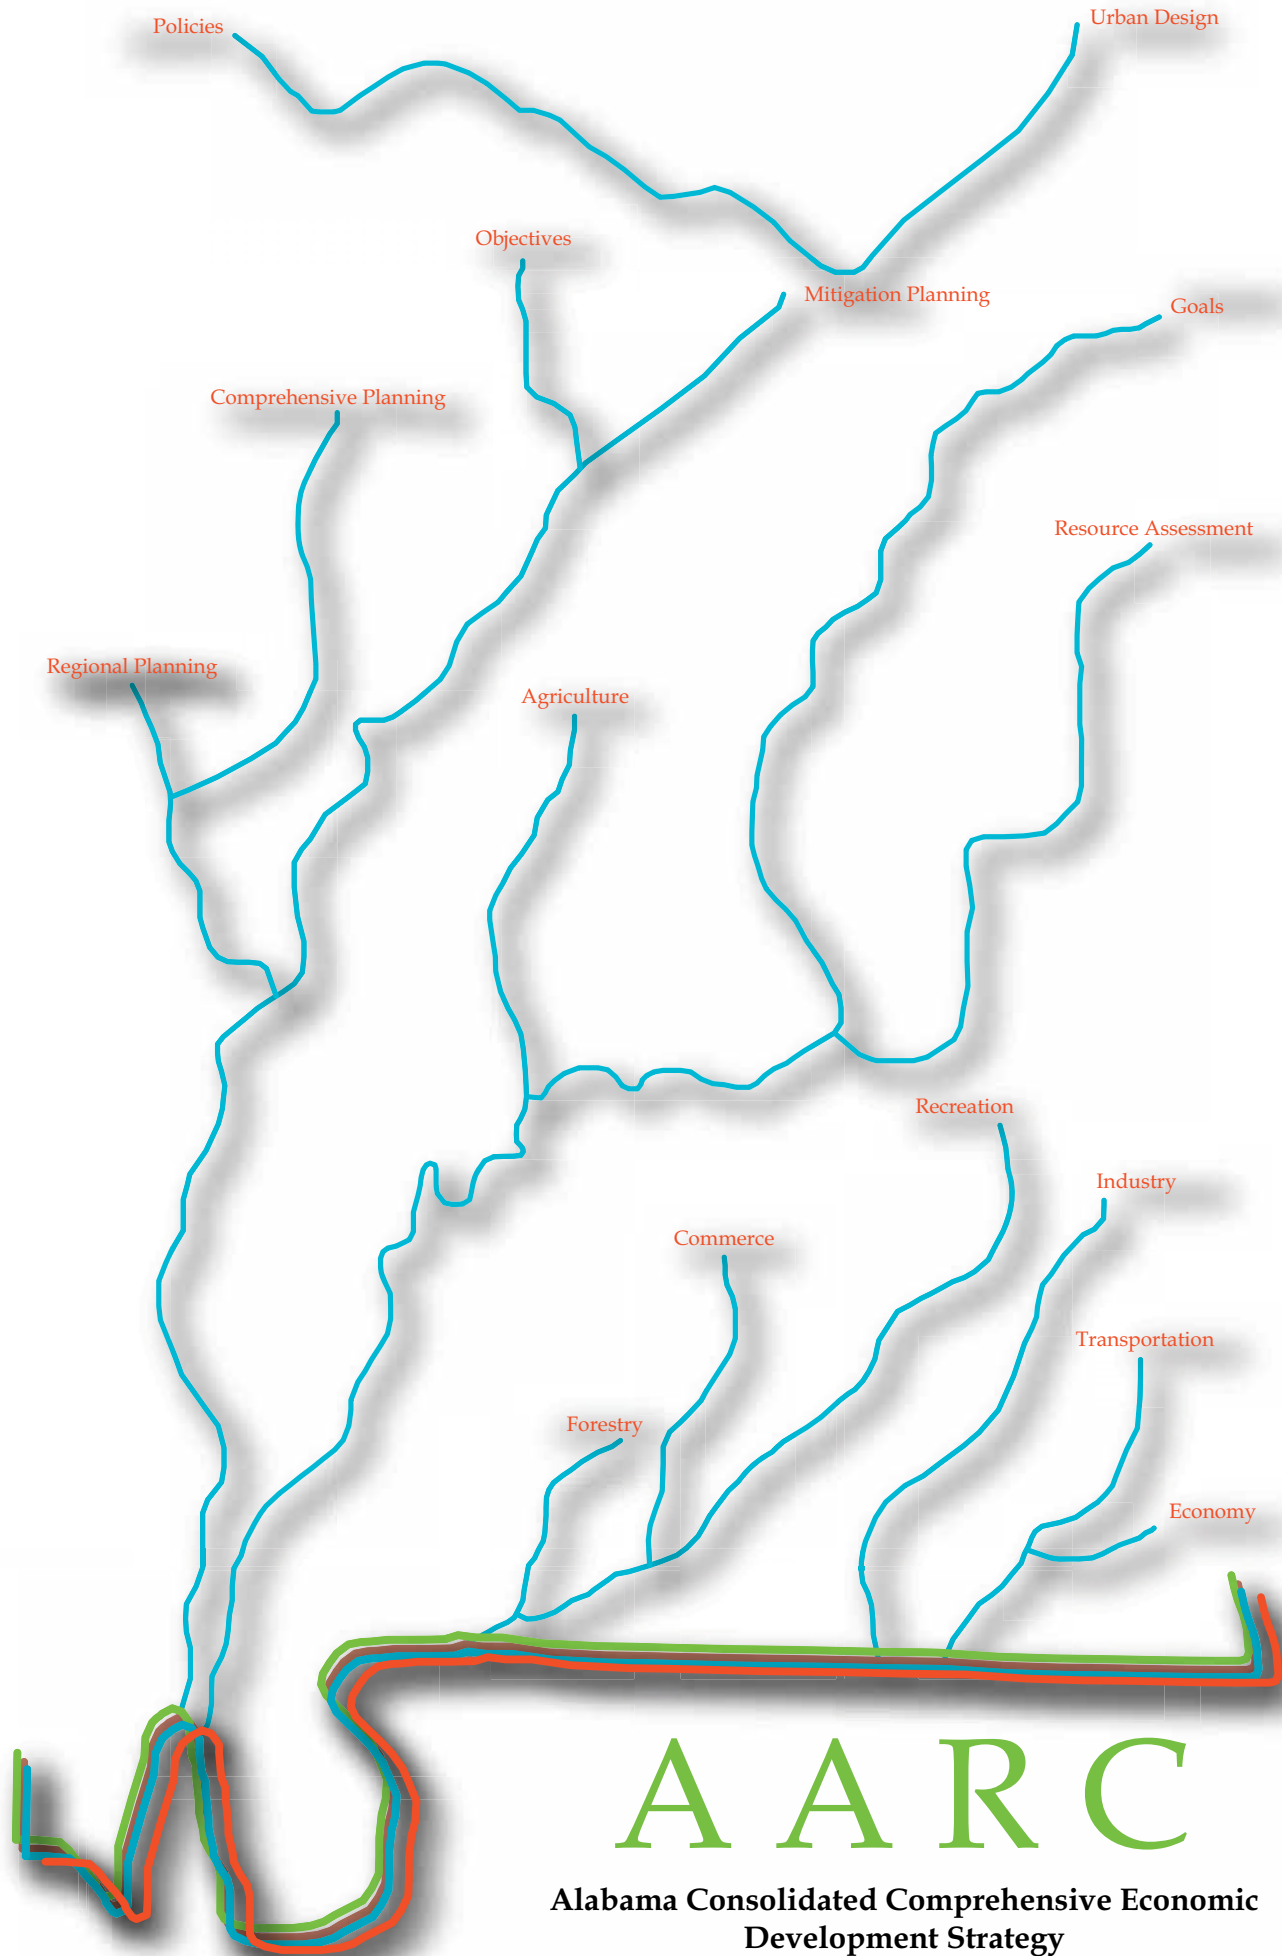 Policies
Urban Design
Objectives
Mitigation Planning
Goals
Comprehensive Planning
Resource Assessment
Regional Planning
Agriculture
Recreation
Industry
Commerce
Transportation
Forestry
Economy
AARC
Alabama Consolidated Comprehensive Economic
Development Strategy